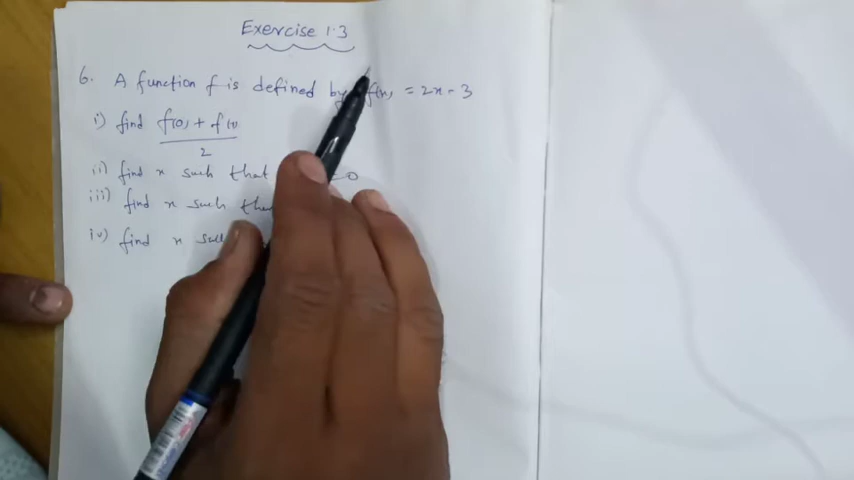 Exercise 1.3
6. A function f is defined by f(x) = 2x - 3
i) find f(0) + f(1)
2
ii) find x such that = 0
iii) find x such
iv) find x